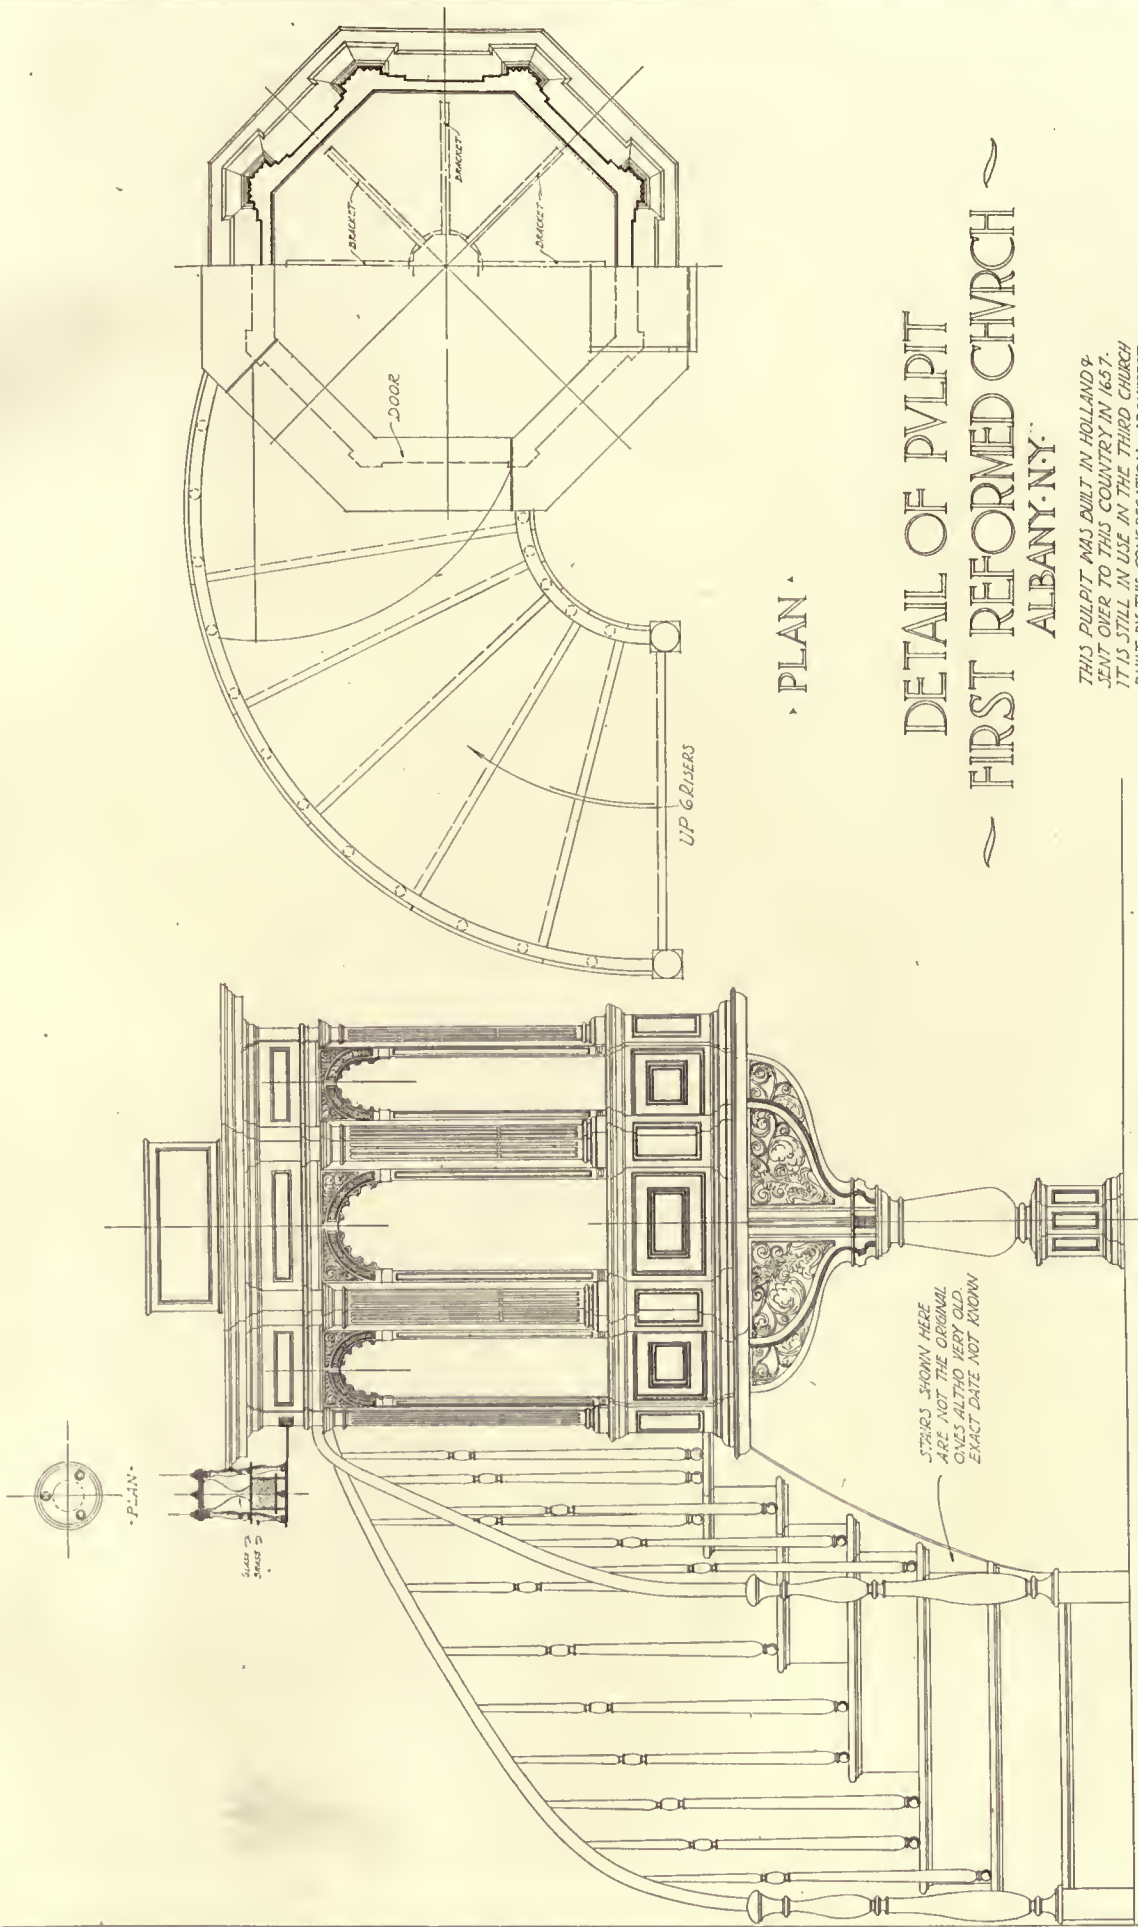 · PLAN ·
GLASS
BRASS
STAIRS SHOWN HERE
ARE NOT THE ORIGINAL
ONES ALTHO VERY OLD.
EXACT DATE NOT KNOWN
BRACKET
BRACKET
BRACKET
DOOR
UP 6 RISERS
· PLAN ·
DETAIL OF PVLPIT
~ FIRST REFORMED CHVRCH ~
ALBANY·N·Y·
THIS PULPIT WAS BUILT IN HOLLAND &
SENT OVER TO THIS COUNTRY IN 1657.
IT IS STILL IN USE IN THE THIRD CHURCH